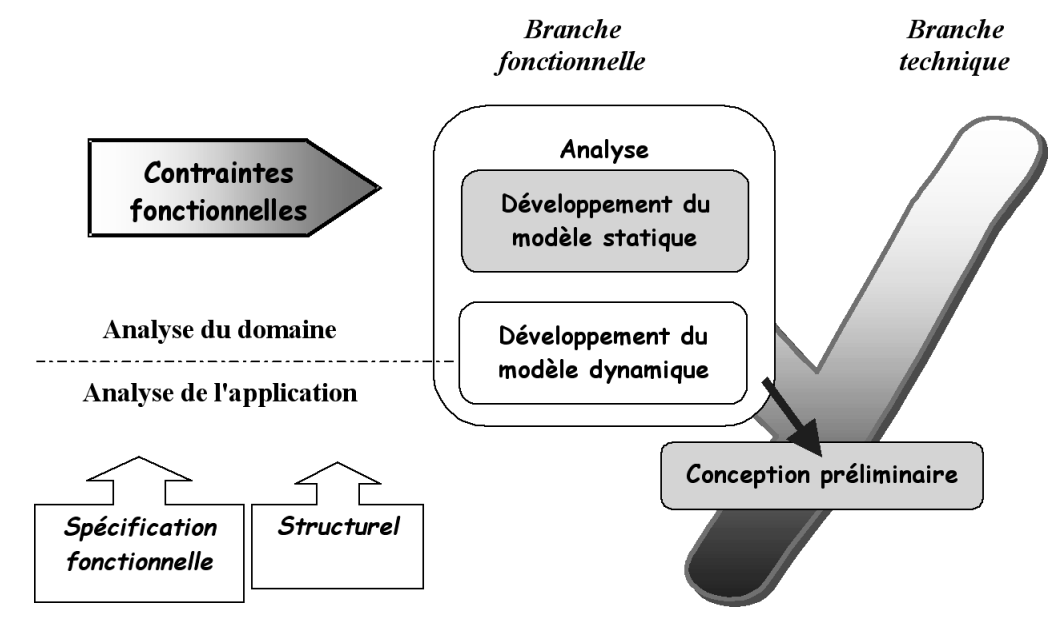 Branche
fonctionnelle
Branche
technique
Contraintes
fonctionnelles
Analyse
Développement du
modèle statique
Développement du
modèle dynamique
Analyse du domaine
Analyse de l'application
Conception préliminaire
Spécification
fonctionnelle
Structurel